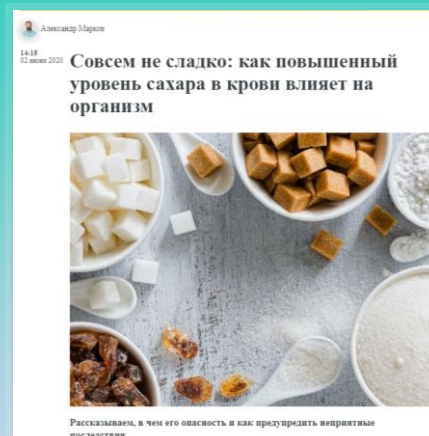 Александр Марков
14:15
02 июня 2020
Совсем не сладко: как повышенный
уровень сахара в крови влияет на
организм
Рассказываем, в чем его опасность и как предупредить неприятные
последствия